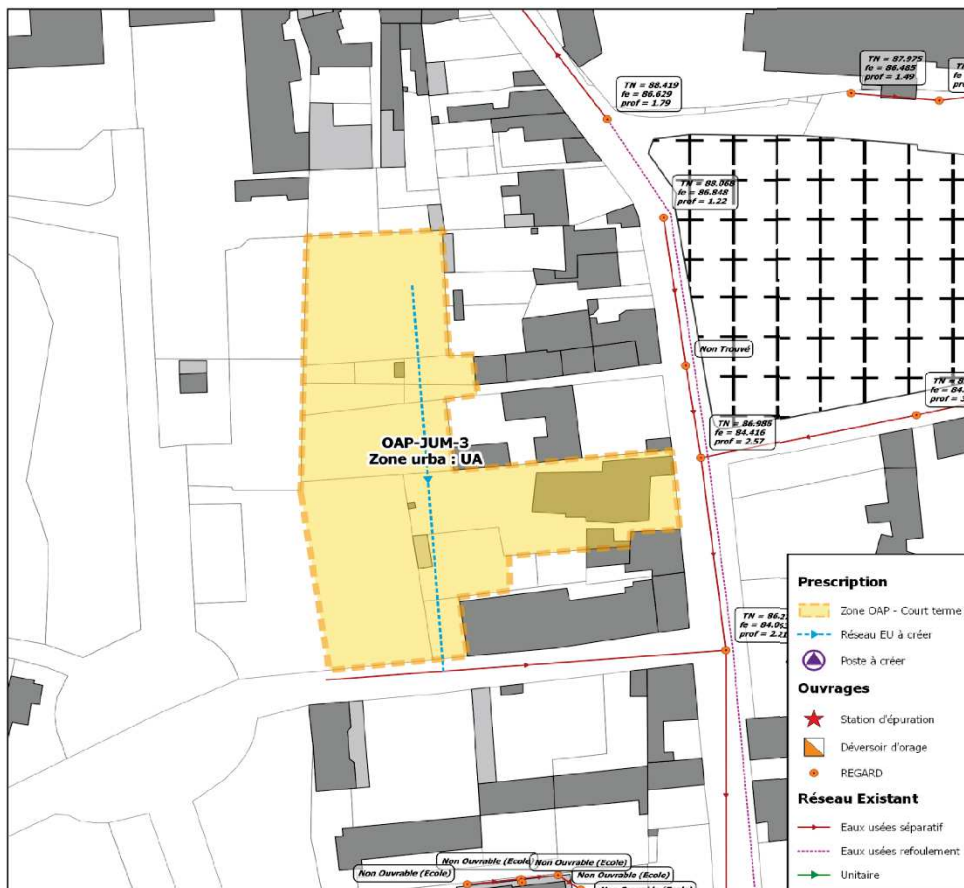 TN = 87.975
fe = 86.485
prof = 1.49
TN = 88.419
fe = 86.629
prof = 1.79
TN = 88.068
fe = 86.848
prof = 1.22
Non Trouvé
TN = 86.985
fe = 84.416
prof = 2.57
OAP-JUM-3
Zone urba : UA
prof = 2.21
Prescription
Zone OAP - Court terme
Réseau EU à créer
Poste à créer
Ouvrages
Station d'épuration
Déversoir d'orage
REGARD
Réseau Existant
Eaux usées séparatif
Eaux usées refoulement
Unitaire
Non Ouvrable (Ecole)
Non Ouvrable (Ecole)
Non Ouvrable (Ecole)
Non Ouvrable (Ecole)